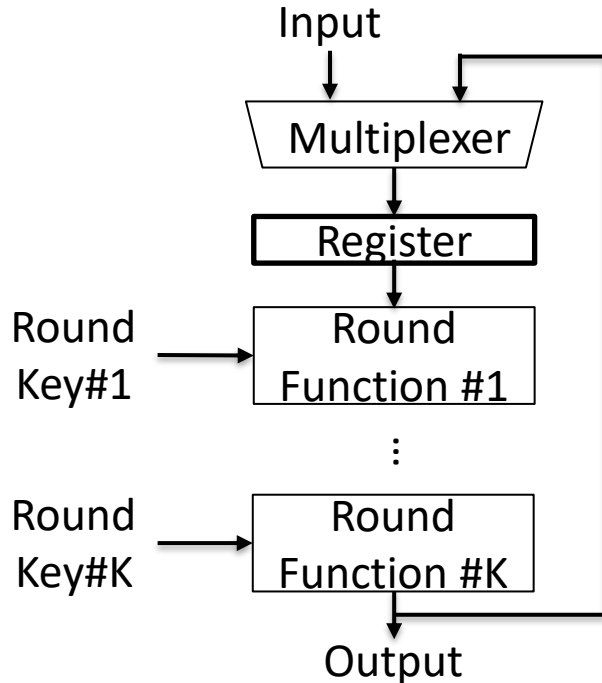 Input
Multiplexer
Register
Round
Key#1
Round
Function #1
...
Round
Key#K
Round
Function #K
Output